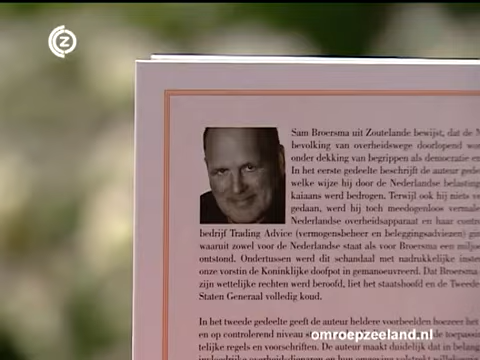 Sam Broersma uit Zoutelande bewijst, dat de N
bevolking van overheidswege doorlopend wor
onder dekking van begrippen als democratie en
In het eerste gedeelte beschrijft de auteur gede
welke wijze hij door de Nederlandse belasting
kaiaans werd bedrogen. Terwijl ook hij niets ve
gedaan, werd hij toch meedogenloos vermale
Nederlandse overheidsapparaat en haar contr
bedrijf Trading Advice (vermogensbeheer en beleggingsadviezen) gin
waaruit zowel voor de Nederlandse staat als voor Broersma een miljoe
ontstond. Ondertussen werd dit schandaal met nadrukkelijke inste
onze vorstin de Koninklijke doofpot in gemanoeuvreerd. Dat Broersma
zijn wettelijke rechten werd beroofd, liet het staatshoofd en de Tweede
Staten Generaal volledig koud.
In het tweede gedeelte geeft de auteur heldere voorbeelden hoezeer het
en op controlerend niveau s
de toepassin
telijke regels en voorschriften. De auteur maakt duidelijk dat in belang
omroepzeeland.nl